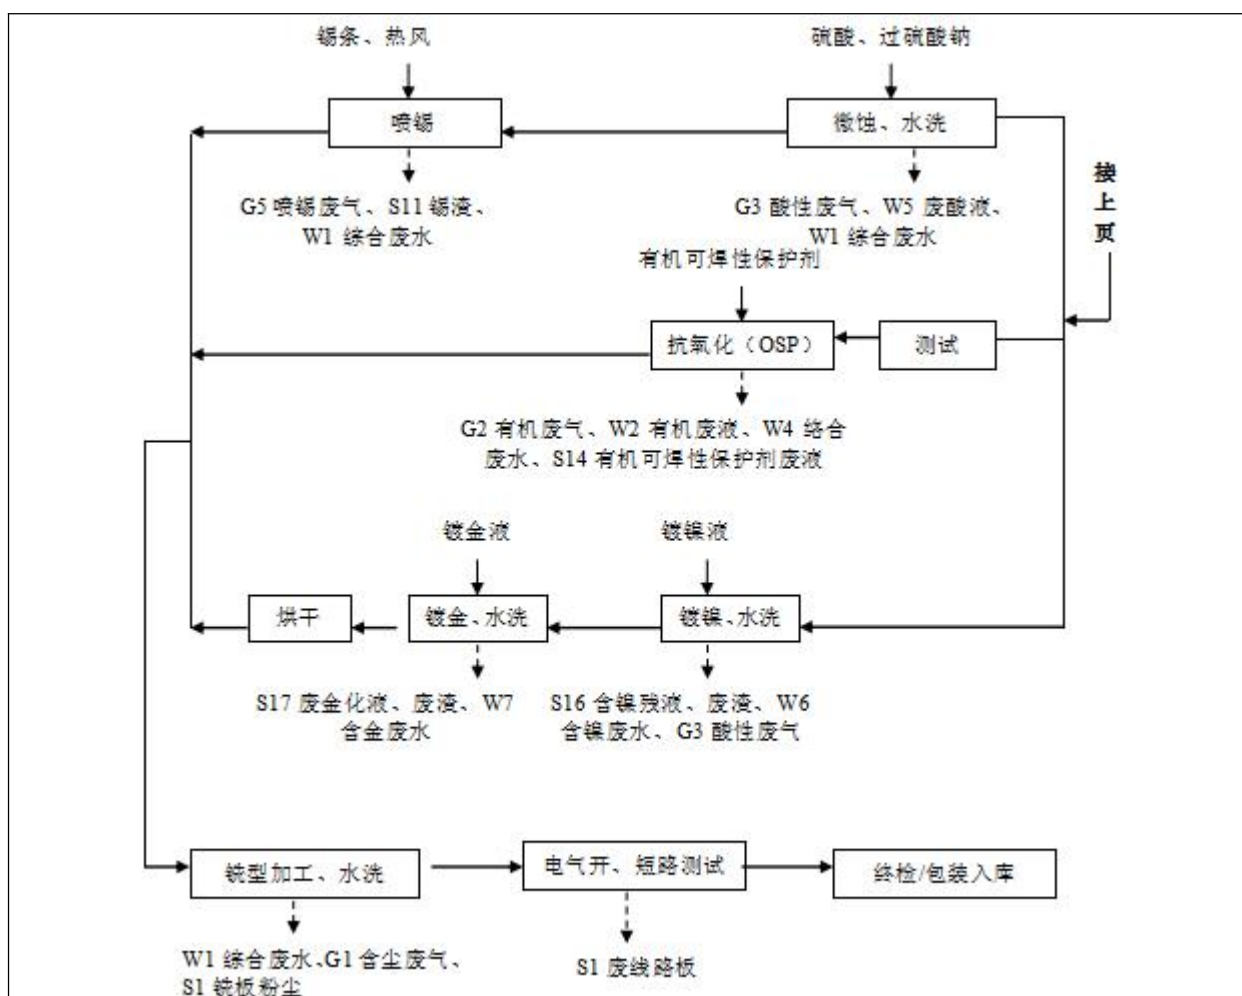 锡条、热风
硫酸、过硫酸钠
喷锡
微蚀、水洗
接上页
G5 喷锡废气、S11 锡渣、
W1 综合废水
G3 酸性废气、W5 废酸液、
W1 综合废水
有机可焊性保护剂
抗氧化（OSP）
测试
G2 有机废气、W2 有机废液、W4 络合
废水、S14 有机可焊性保护剂废液
镀金液
镀镍液
烘干
镀金、水洗
镀镍、水洗
S17 废金化液、废渣、W7
含金废水
S16 含镍残液、废渣、W6
含镍废水、G3 酸性废气
铣型加工、水洗
电气开、短路测试
终检/包装入库
W1 综合废水、G1 含尘废气、
S1 铣板粉尘
S1 废线路板